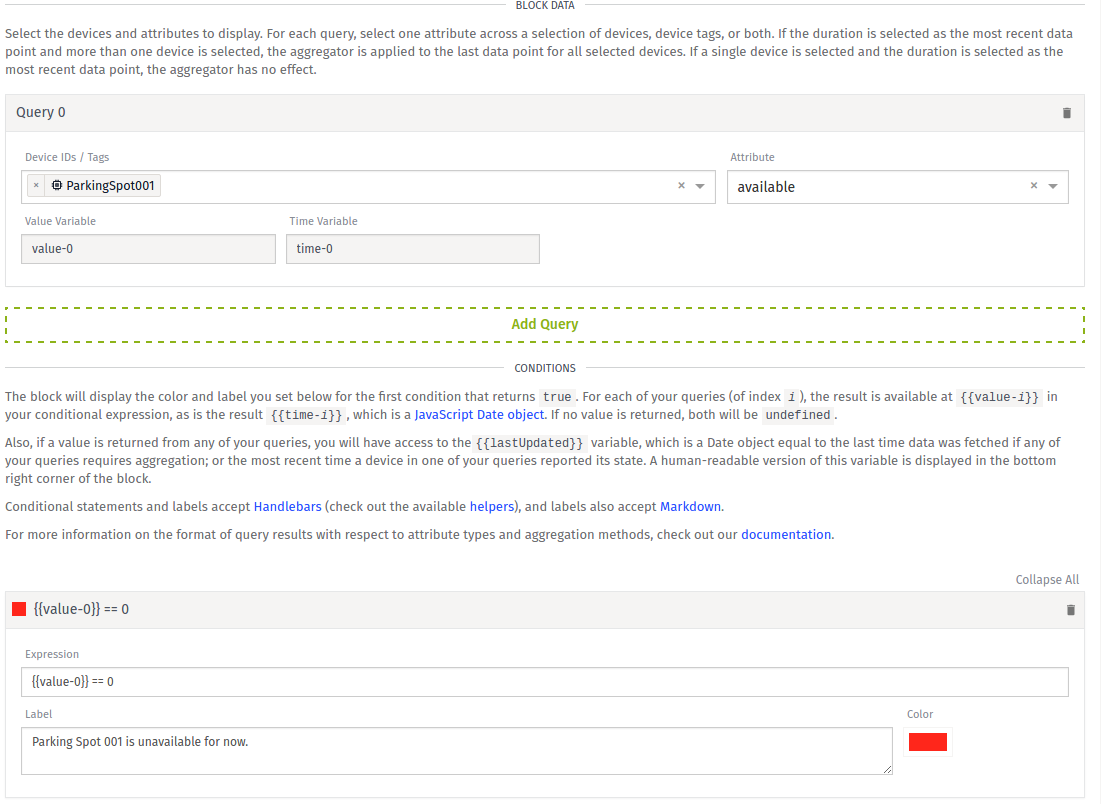 BLOCK DATA
Select the devices and attributes to display. For each query, select one attribute across a selection of devices, device tags, or both. If the duration is selected as the most recent data
point and more than one device is selected, the aggregator is applied to the last data point for all selected devices. If a single device is selected and the duration is selected as the
most recent data point, the aggregator has no effect.
Query 0
Device IDs / Tags
Attribute
× ParkingSpot001 ×
available ×
Value Variable
Time Variable
value-0
time-0
Add Query
CONDITIONS
The block will display the color and label you set below for the first condition that returns true. For each of your queries (of index i), the result is available at {{value-i}} in
your conditional expression, as is the result {{time-i}}, which is a JavaScript Date object. If no value is returned, both will be undefined.
Also, if a value is returned from any of your queries, you will have access to the {{lastUpdated}} variable, which is a Date object equal to the last time data was fetched if any of
your queries requires aggregation; or the most recent time a device in one of your queries reported its state. A human-readable version of this variable is displayed in the bottom
right corner of the block.
Conditional statements and labels accept Handlebars (check out the available helpers), and labels also accept Markdown.
For more information on the format of query results with respect to attribute types and aggregation methods, check out our documentation.
Collapse All
{{value-0}} == 0
Expression
{{value-0}} == 0
Label
Color
Parking Spot 001 is unavailable for now.